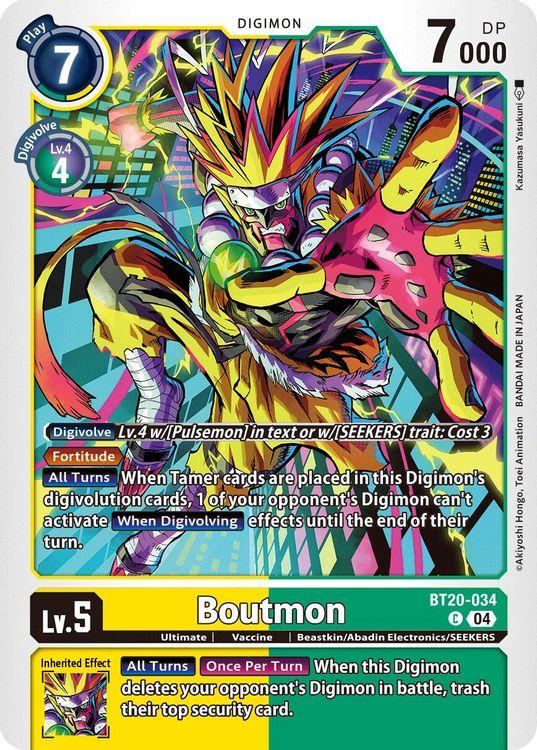 DIGIMON
Play
7
DP
7000
Digivolve
Lv.4
4
Kazumasa Yasukuni
©Akiyoshi Hongo, Toei Animation BANDAI MADE IN JAPAN
Digivolve Lv.4 w/[Pulsemon] in text or w/[SEEKERS] trait: Cost 3
Fortitude
All Turns When Tamer cards are placed in this Digimon's
digivolution cards, 1 of your opponent's Digimon can't
activate When Digivolving effects until the end of their
turn.
Lv.5
Boutmon
BT20-034
C 04
Ultimate | Vaccine | Beastkin/Abadin Electronics/SEEKERS
Inherited Effect
All Turns Once Per Turn When this Digimon
deletes your opponent's Digimon in battle, trash
their top security card.